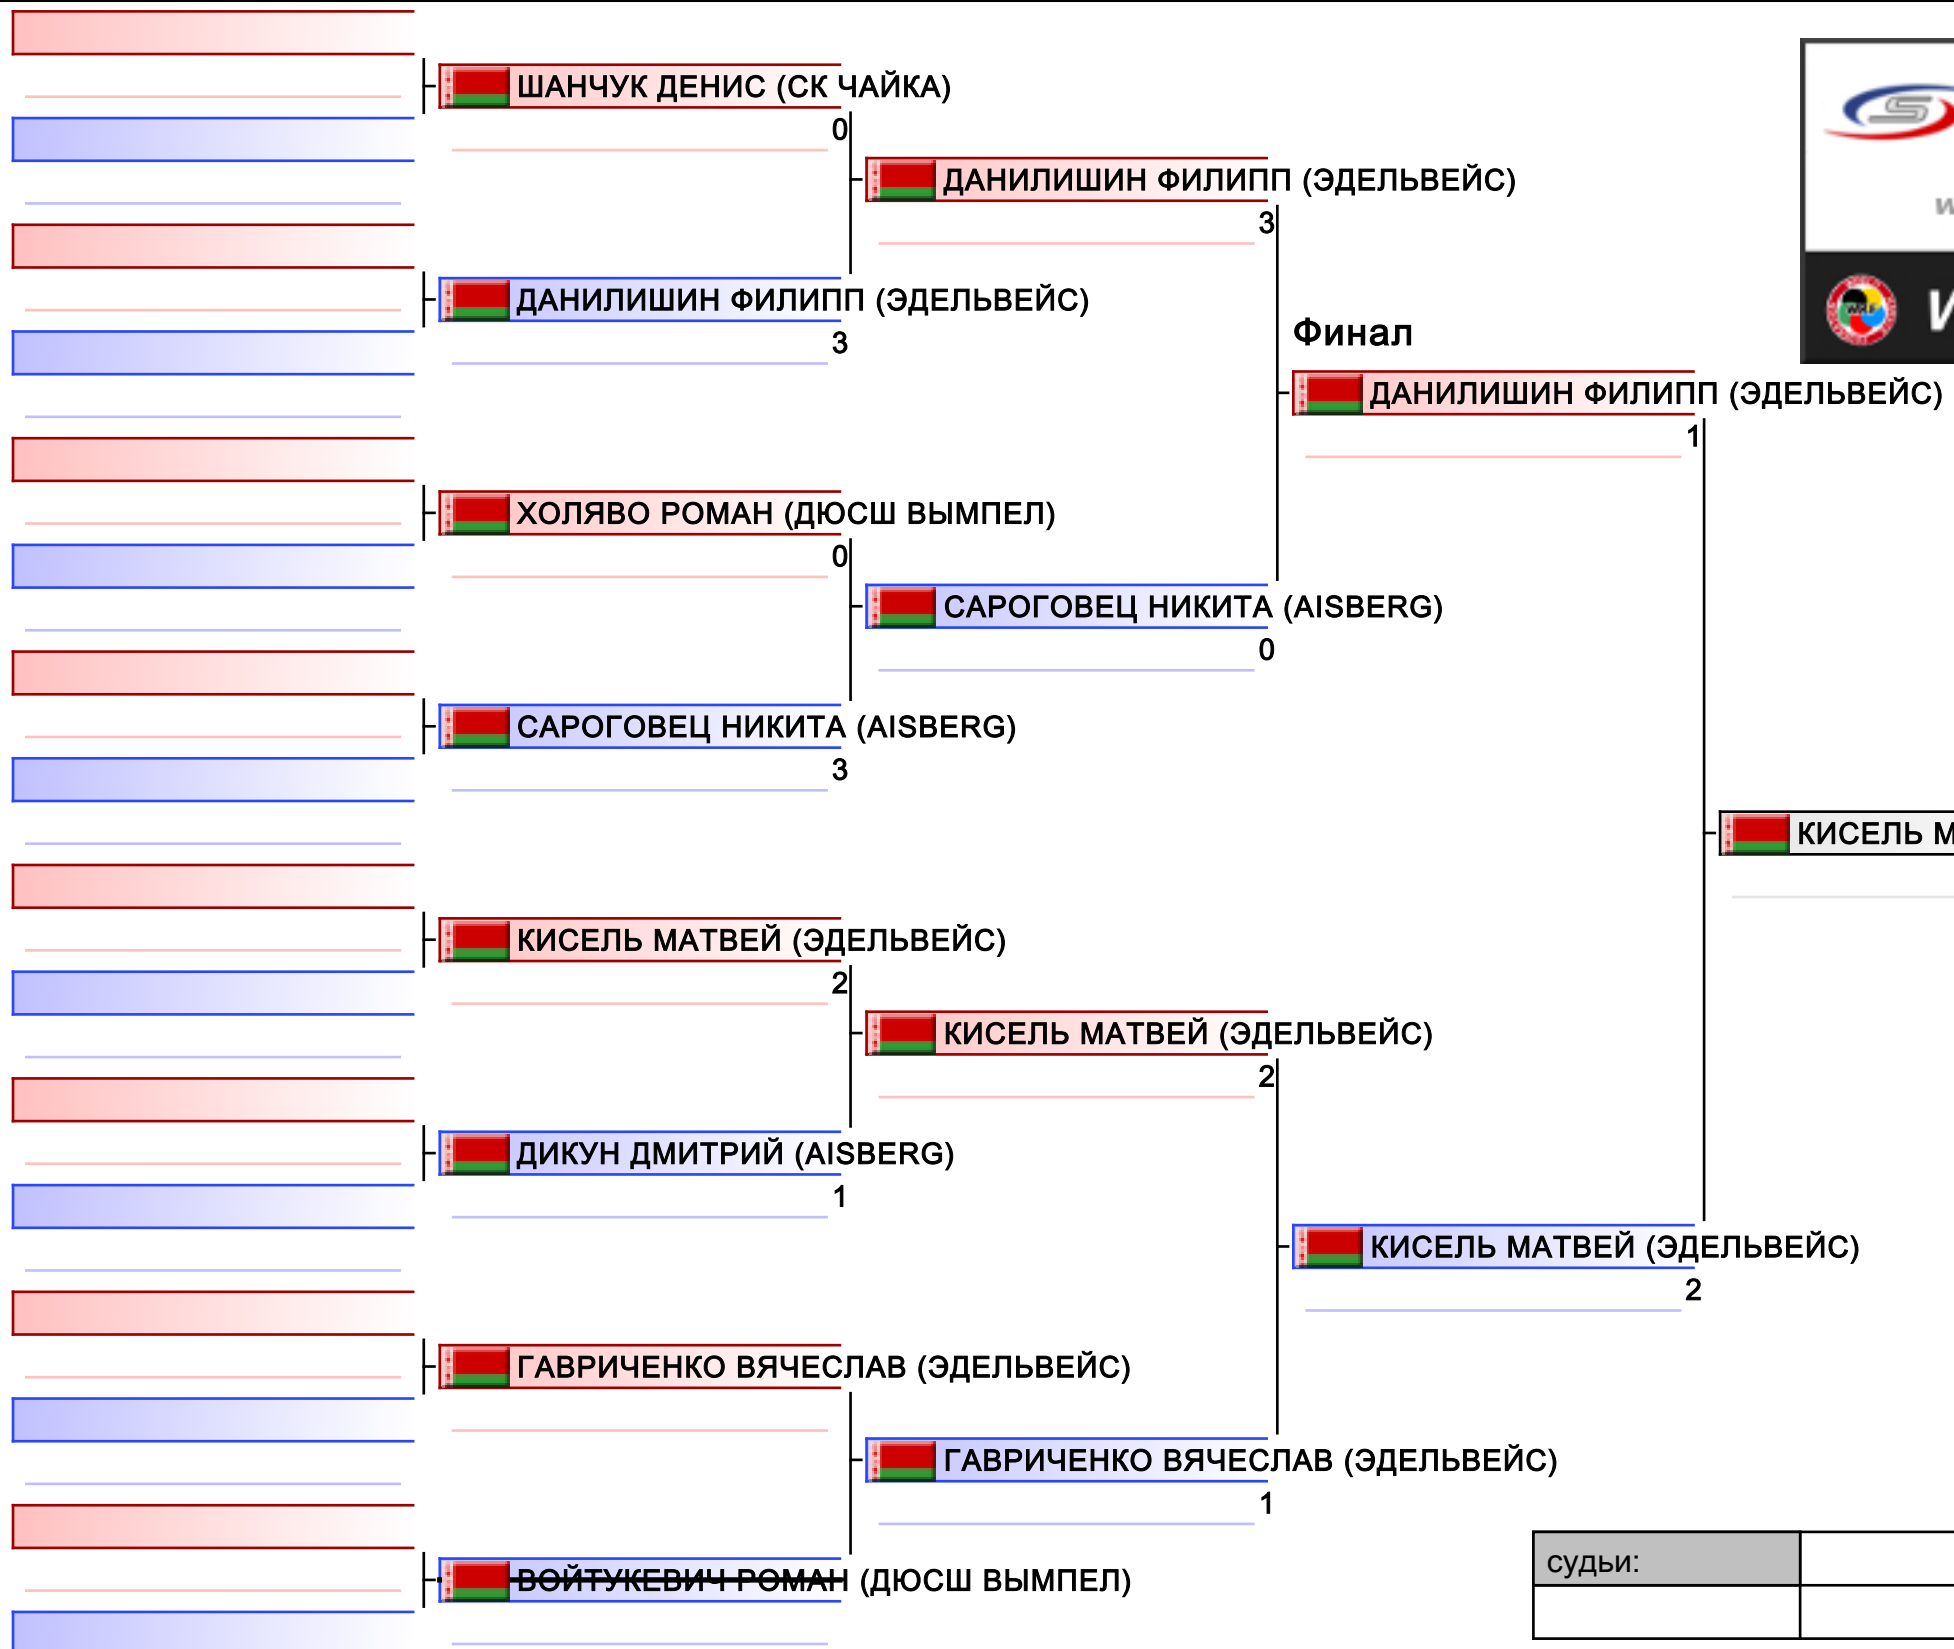 ШАНЧУК ДЕНИС (СК ЧАЙКА)
0
ДАНИЛИШИН ФИЛИПП (ЭДЕЛЬВЕЙС)
3
ДАНИЛИШИН ФИЛИПП (ЭДЕЛЬВЕЙС)
3
Финал
ДАНИЛИШИН ФИЛИПП (ЭДЕЛЬВЕЙС)
1
ХОЛЯВО РОМАН (ДЮСШ ВЫМПЕЛ)
0
САРОГОВЕЦ НИКИТА (AISBERG)
0
САРОГОВЕЦ НИКИТА (AISBERG)
3
КИСЕЛЬ М
КИСЕЛЬ МАТВЕЙ (ЭДЕЛЬВЕЙС)
2
КИСЕЛЬ МАТВЕЙ (ЭДЕЛЬВЕЙС)
2
ДИКУН ДМИТРИЙ (AISBERG)
1
КИСЕЛЬ МАТВЕЙ (ЭДЕЛЬВЕЙС)
2
ГАВРИЧЕНКО ВЯЧЕСЛАВ (ЭДЕЛЬВЕЙС)
ГАВРИЧЕНКО ВЯЧЕСЛАВ (ЭДЕЛЬВЕЙС)
1
ВОЙТУКЕВИЧ РОМАН (ДЮСШ ВЫМПЕЛ)
судьи: